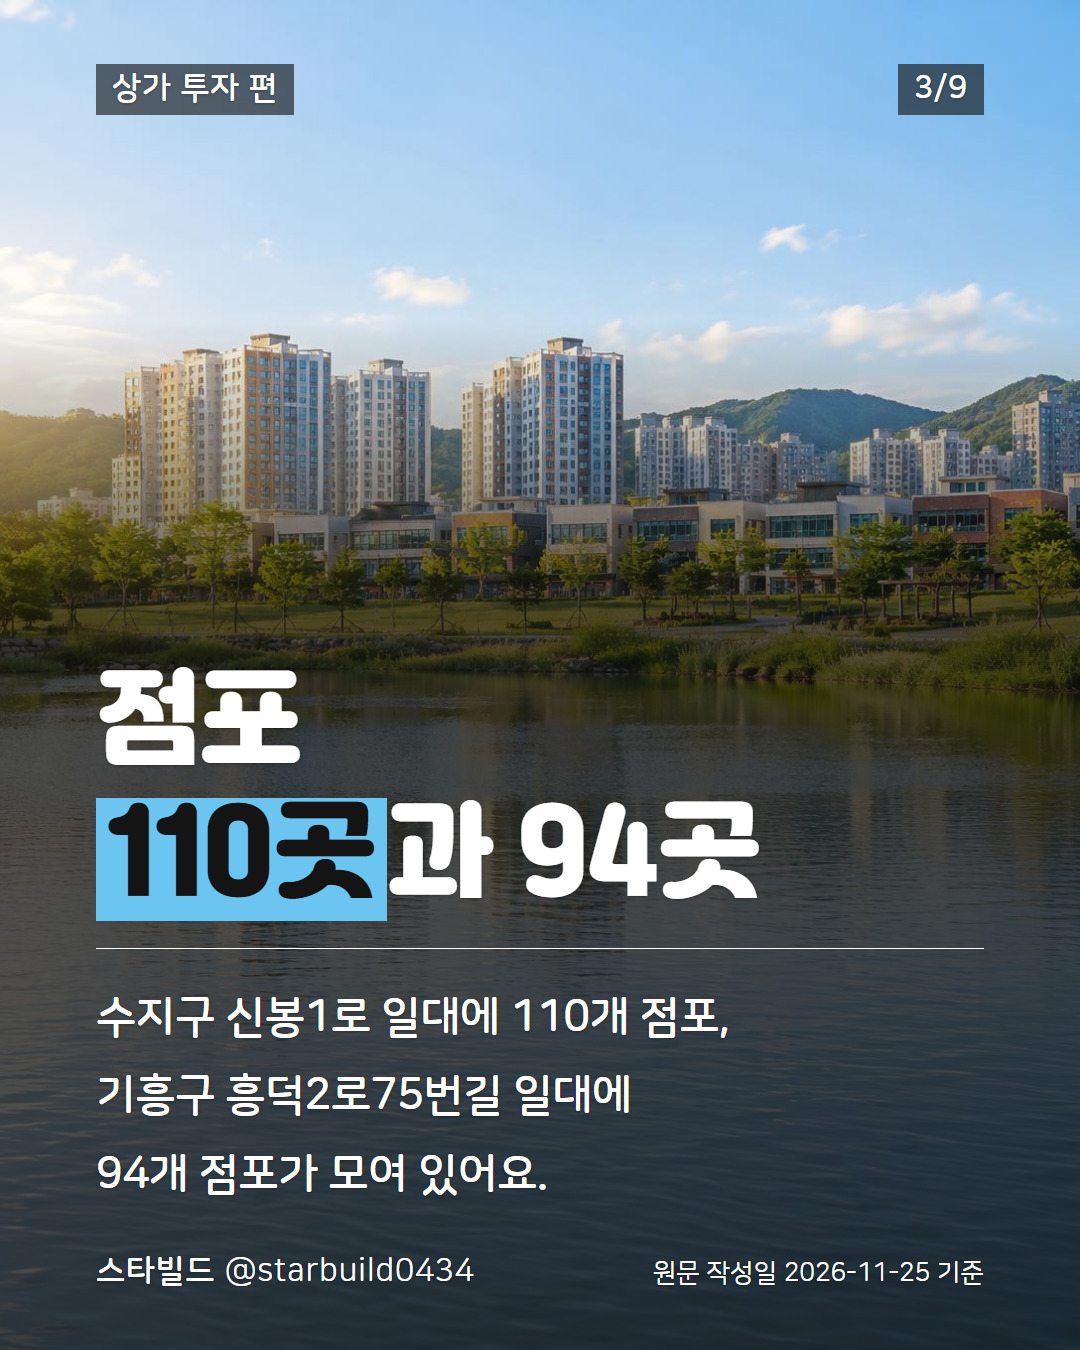 상가 투자 편
3/9
점포
110곳과 94곳
수지구 신봉1로 일대에 110개 점포,
기흥구 흥덕2로75번길 일대에
94개 점포가 모여 있어요.
스타빌드 @starbuild0434
원문 작성일 2026-11-25 기준